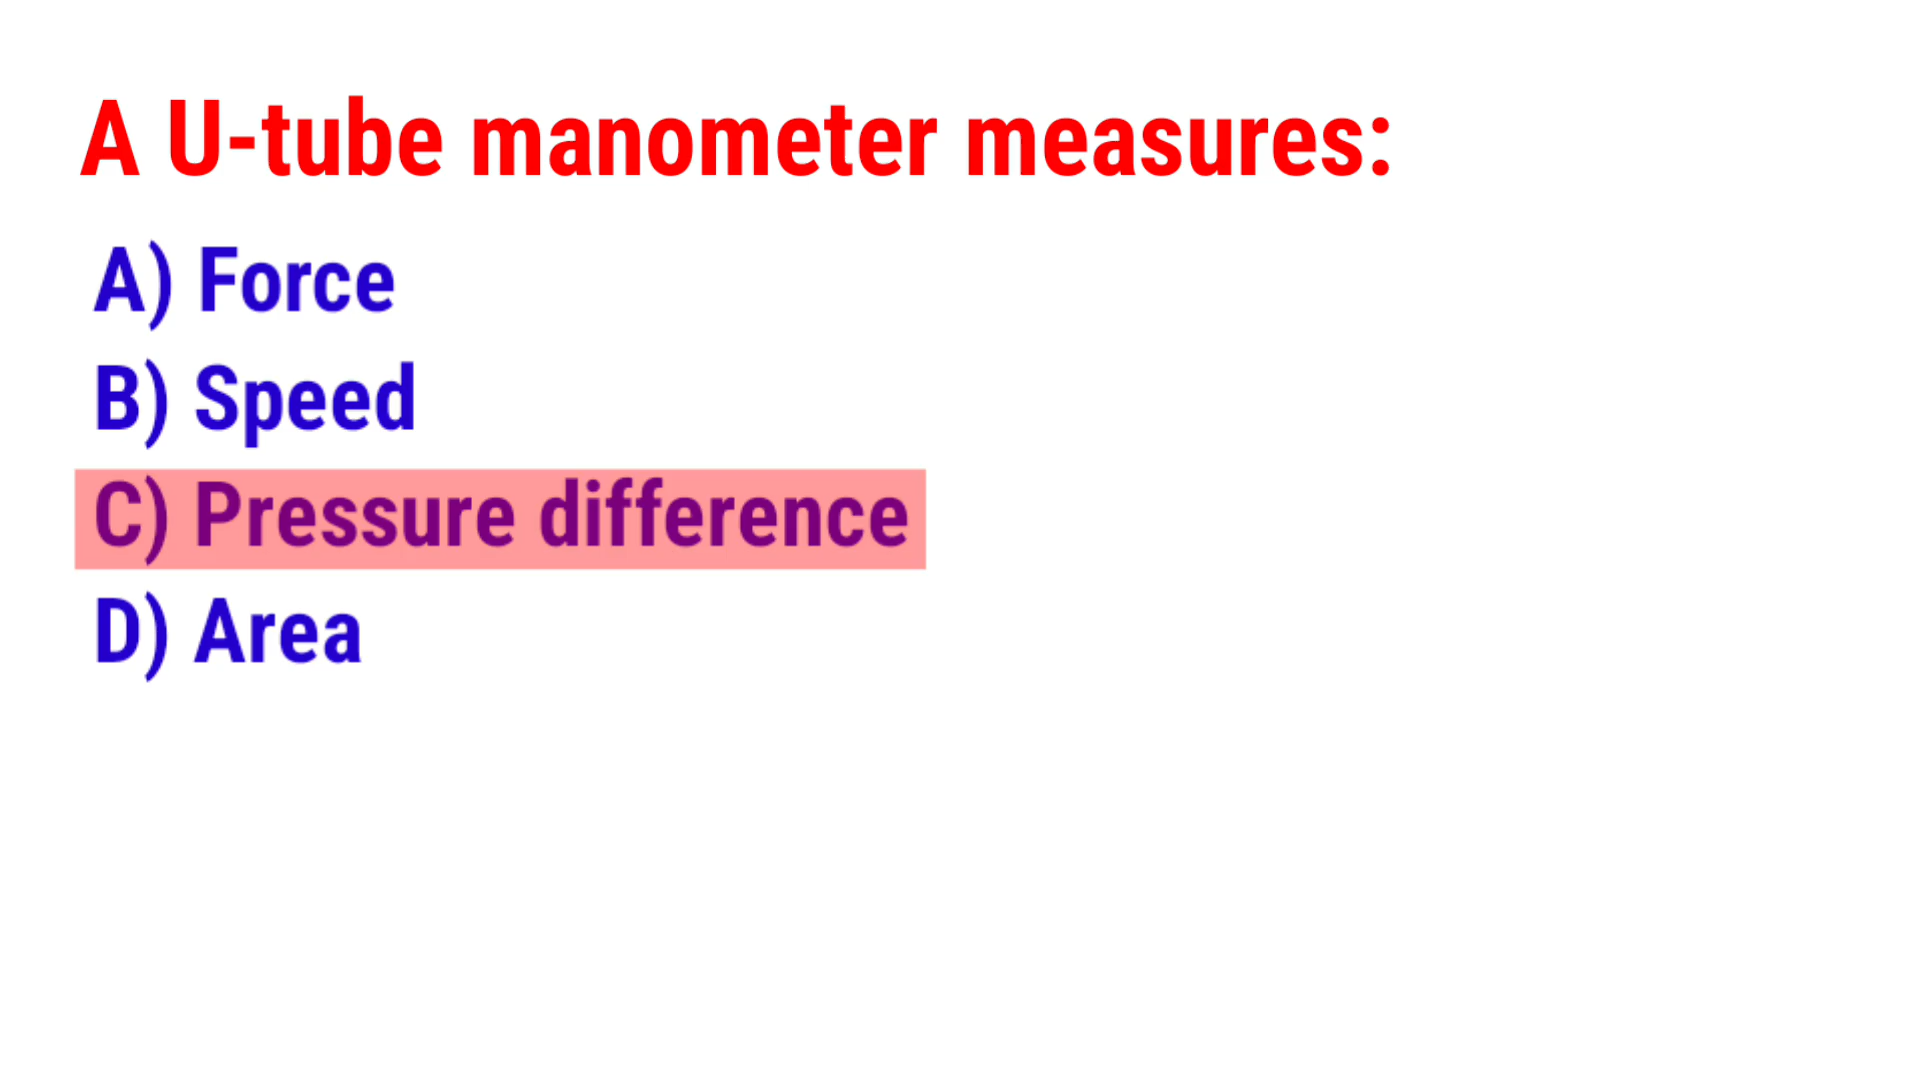 A U-tube manometer measures:
A) Force
B) Speed
C) Pressure difference
D) Area